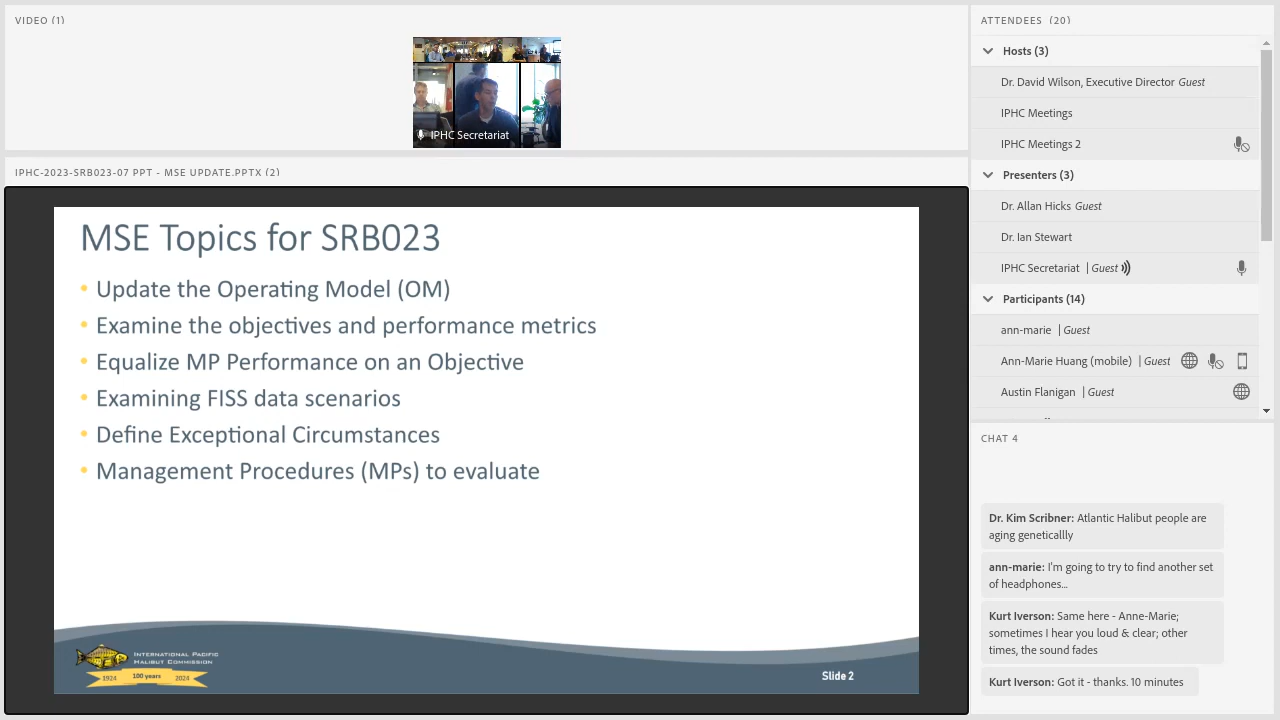 VIDEO (1)
IPHC Secretariat
IPHC-2023-SRB023-07 PPT - MSE UPDATE.PPTX (2)
MSE Topics for SRB023
• Update the Operating Model (OM)
• Examine the objectives and performance metrics
• Equalize MP Performance on an Objective
• Examining FISS data scenarios
• Define Exceptional Circumstances
• Management Procedures (MPs) to evaluate
INTERNATIONAL PACIFIC
HALIBUT COMMISSION
1924 100 years 2024
Slide 2
ATTENDEES (20)
Hosts (3)
Dr. David Wilson, Executive Director Guest
IPHC Meetings
IPHC Meetings 2
Presenters (3)
Dr. Allan Hicks Guest
Dr. Ian Stewart
IPHC Secretariat | Guest
Participants (14)
ann-marie | Guest
Ann-Marie Huang (mobile) | Guest
Austin Flanigan | Guest
CHAT 4
Dr. Kim Scribner: Atlantic Halibut people are
aging geneticallly
ann-marie: I'm going to try to find another set
of headphones...
Kurt Iverson: Same here - Anne-Marie;
sometimes I hear you loud & clear; other
times, the sound fades
Kurt Iverson: Got it - thanks. 10 minutes